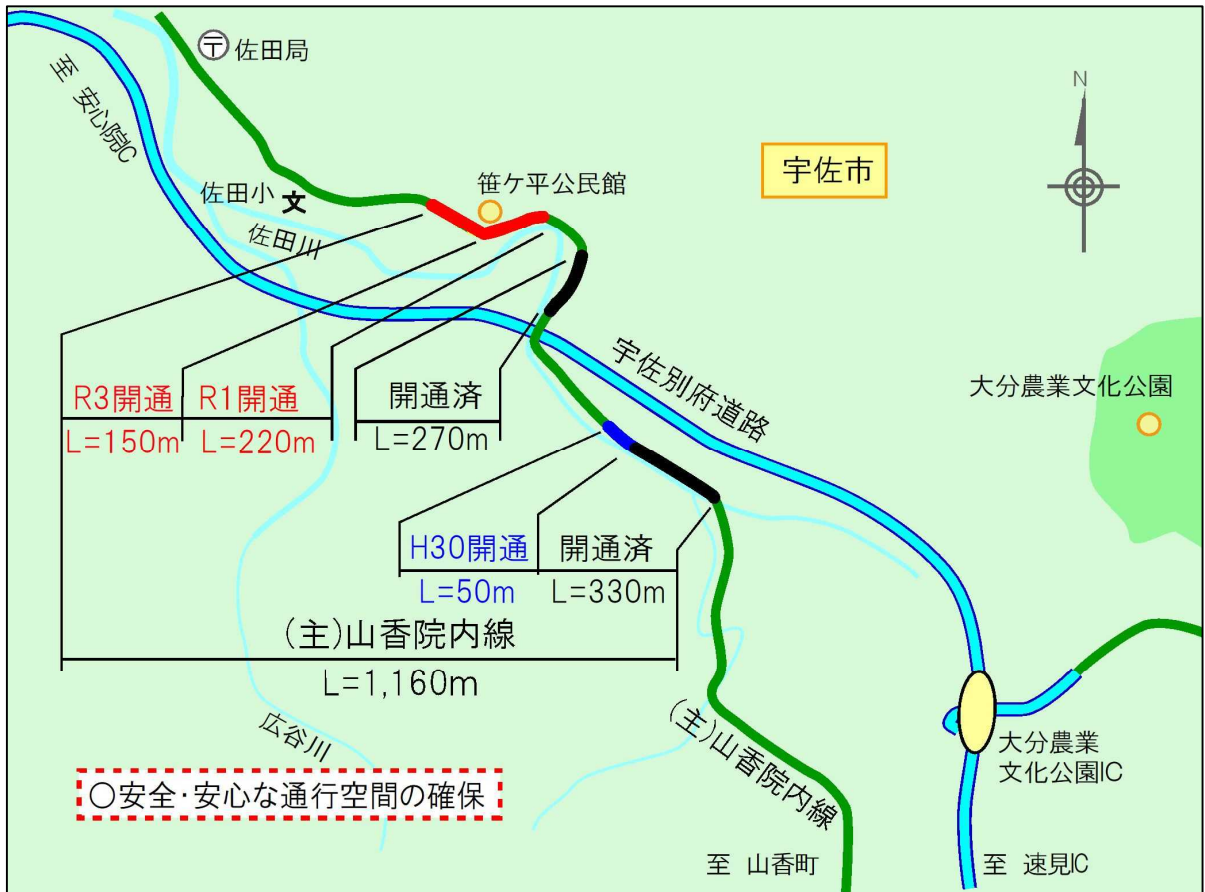 〒 佐田局
N
至 安心院IC
宇佐市
佐田小 文
笹ケ平公民館
佐田川
宇佐別府道路
大分農業文化公園
R3開通
L=150m
R1開通
L=220m
開通済
L=270m
H30開通
L=50m
開通済
L=330m
(主)山香院内線
L=1,160m
広谷川
(主)山香院内線
大分農業
文化公園IC
○安全・安心な通行空間の確保
至 山香町
至 速見IC